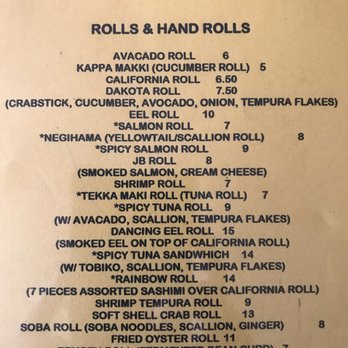 ROLLS & HAND ROLLS
AVACADO ROLL 6
KAPPA MAKKI (CUCUMBER ROLL) 5
CALIFORNIA ROLL 6.50
DAKOTA ROLL 7.50
(CRABSTICK, CUCUMBER, AVOCADO, ONION, TEMPURA FLAKES)
EEL ROLL 10
*SALMON ROLL 7
*NEGIHAMA (YELLOWTAIL/SCALLION ROLL) 8
*SPICY SALMON ROLL 9
JB ROLL 8
(SMOKED SALMON, CREAM CHEESE)
SHRIMP ROLL 7
*TEKKA MAKI ROLL (TUNA ROLL) 7
*SPICY TUNA ROLL 9
(W/ AVACADO, SCALLION, TEMPURA FLAKES)
DANCING EEL ROLL 15
(SMOKED EEL ON TOP OF CALIFORNIA ROLL)
*SPICY TUNA SANDWHICH 14
(W/ TOBIKO, SCALLION, TEMPURA FLAKES)
*RAINBOW ROLL 14
(7 PIECES ASSORTED SASHIMI OVER CALIFORNIA ROLL)
SHRIMP TEMPURA ROLL 9
SOFT SHELL CRAB ROLL 13
SOBA ROLL (SOBA NOODLES, SCALLION, GINGER) 8
FRIED OYSTER ROLL 11